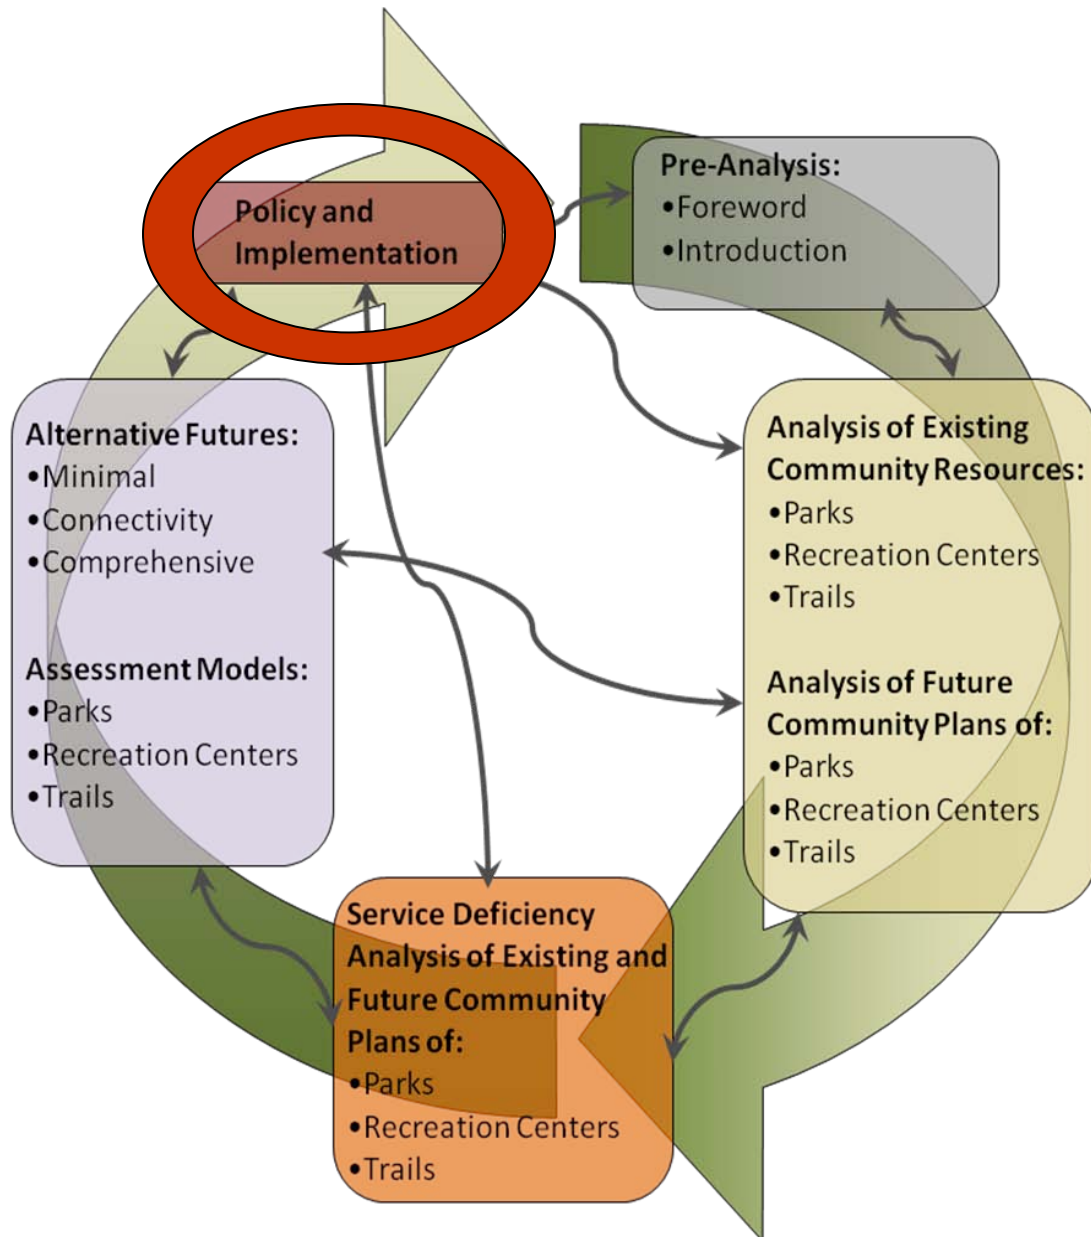 Policy and
Implementation
Pre-Analysis:
•Foreword
•Introduction
Alternative Futures:
•Minimal
•Connectivity
•Comprehensive
Assessment Models:
•Parks
•Recreation Centers
•Trails
Analysis of Existing
Community Resources:
•Parks
•Recreation Centers
•Trails
Analysis of Future
Community Plans of:
•Parks
•Recreation Centers
•Trails
Service Deficiency
Analysis of Existing and
Future Community
Plans of:
•Parks
•Recreation Centers
•Trails